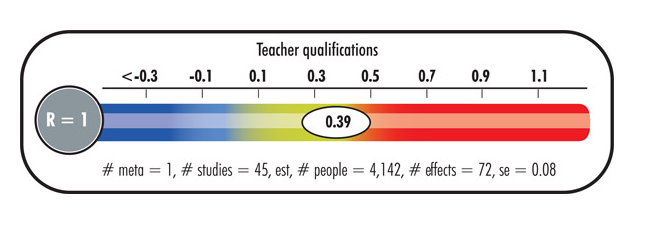 Teacher qualifications
<-0.3 -0.1 0.1 0.3 0.5 0.7 0.9 1.1
R = 1 0.39
# meta = 1, # studies = 45, est, # people = 4,142, # effects = 72, se = 0.08